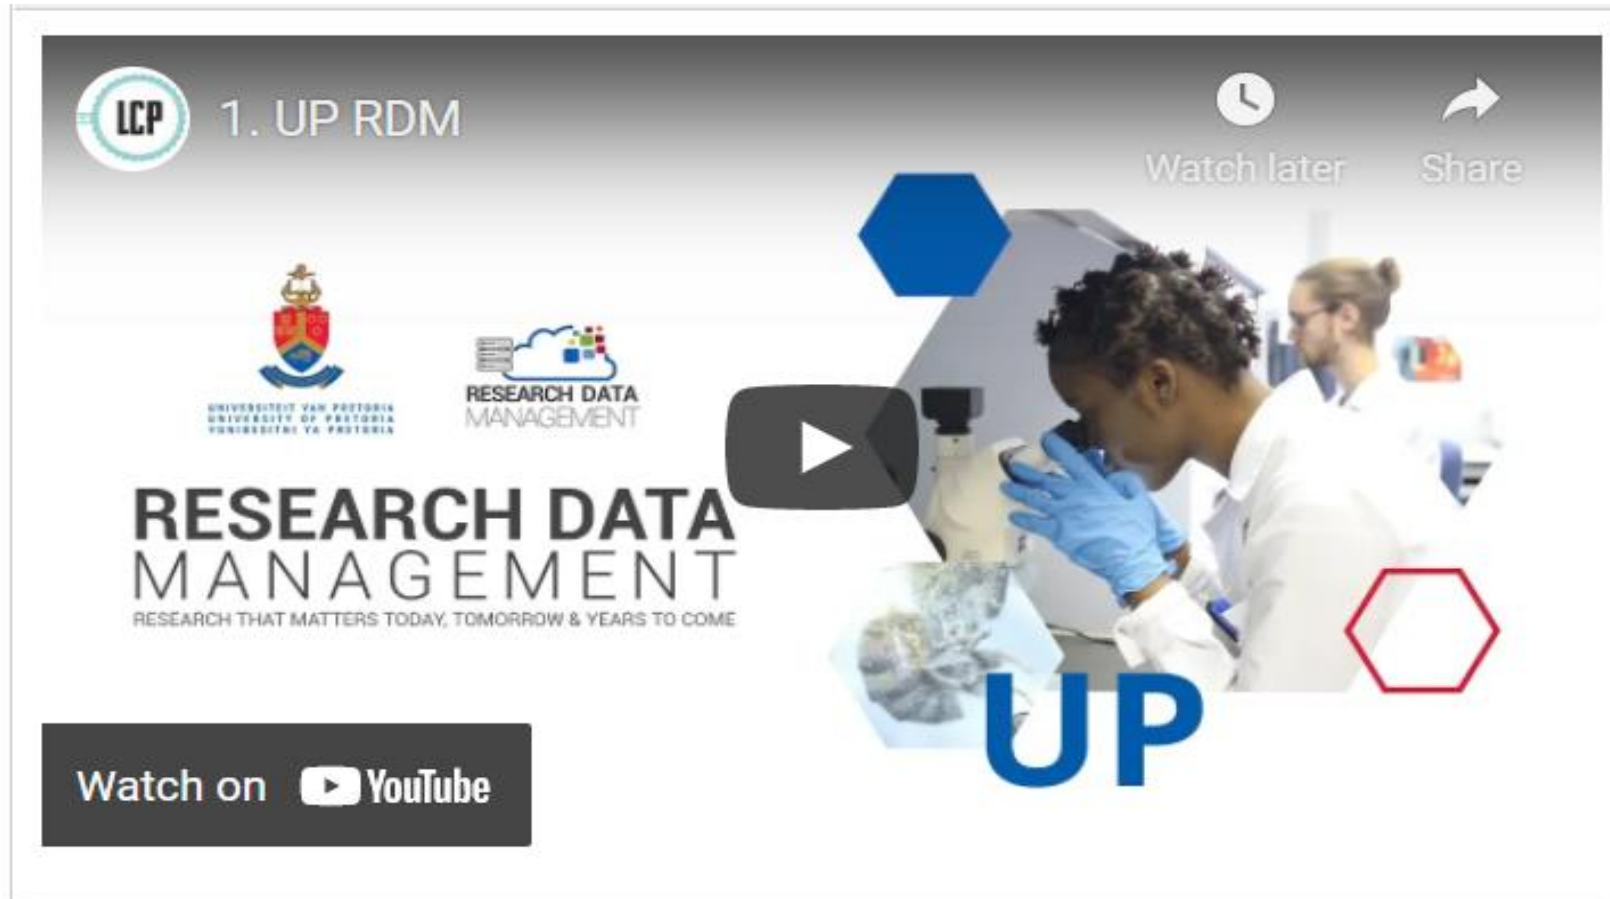 LCP
1. UP RDM
Watch later
Share
UNIVERSITEIT VAN PRETORIA
UNIVERSITY OF PRETORIA
YUNIBESITHI YA PRETORIA
RESEARCH DATA
MANAGEMENT
RESEARCH DATA
MANAGEMENT
RESEARCH THAT MATTERS TODAY, TOMORROW & YEARS TO COME
UP
Watch on YouTube